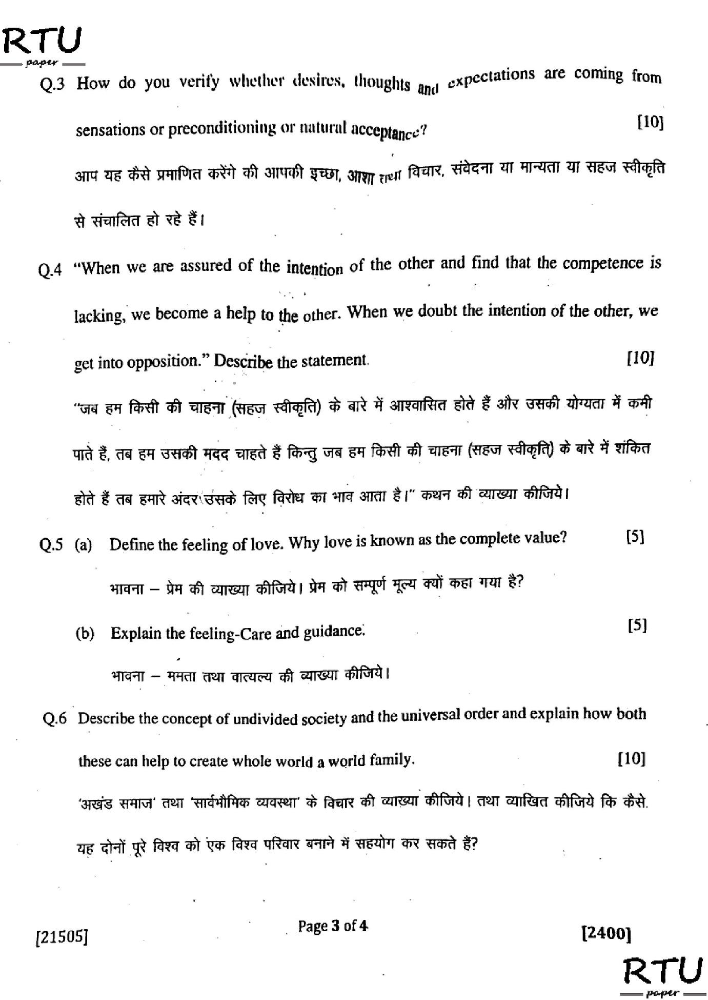 RTU
paper
Q.3 How do you verify whether desires, thoughts and expectations are coming from
sensations or preconditioning or natural acceptance? [10]
आप यह कैसे प्रमाणित करेंगे की आपकी इच्छा, आशा तथा विचार, संवेदना या मान्यता या सहज स्वीकृति
से संचालित हो रहे हैं।
Q.4 “When we are assured of the intention of the other and find that the competence is
lacking, we become a help to the other. When we doubt the intention of the other, we
get into opposition.” Describe the statement. [10]
“जब हम किसी की चाहना (सहज स्वीकृति) के बारे में आश्वासित होते हैं और उसकी योग्यता में कमी
पाते हैं, तब हम उसकी मदद चाहते हैं किन्तु जब हम किसी की चाहना (सहज स्वीकृति) के बारे में शंकित
होते हैं तब हमारे अंदर उसके लिए विरोध का भाव आता है।” कथन की व्याख्या कीजिये।
Q.5 (a) Define the feeling of love. Why love is known as the complete value? [5]
भावना – प्रेम की व्याख्या कीजिये। प्रेम को सम्पूर्ण मूल्य क्यों कहा गया है?
(b) Explain the feeling-Care and guidance. [5]
भावना – ममता तथा वात्यल्य की व्याख्या कीजिये।
Q.6 Describe the concept of undivided society and the universal order and explain how both
these can help to create whole world a world family. [10]
‘अखंड समाज’ तथा ‘सार्वभौमिक व्यवस्था’ के विचार की व्याख्या कीजिये। तथा व्याखित कीजिये कि कैसे
यह दोनों पूरे विश्व को एक विश्व परिवार बनाने में सहयोग कर सकते हैं?
[21505] Page 3 of 4 [2400]
RTU
paper